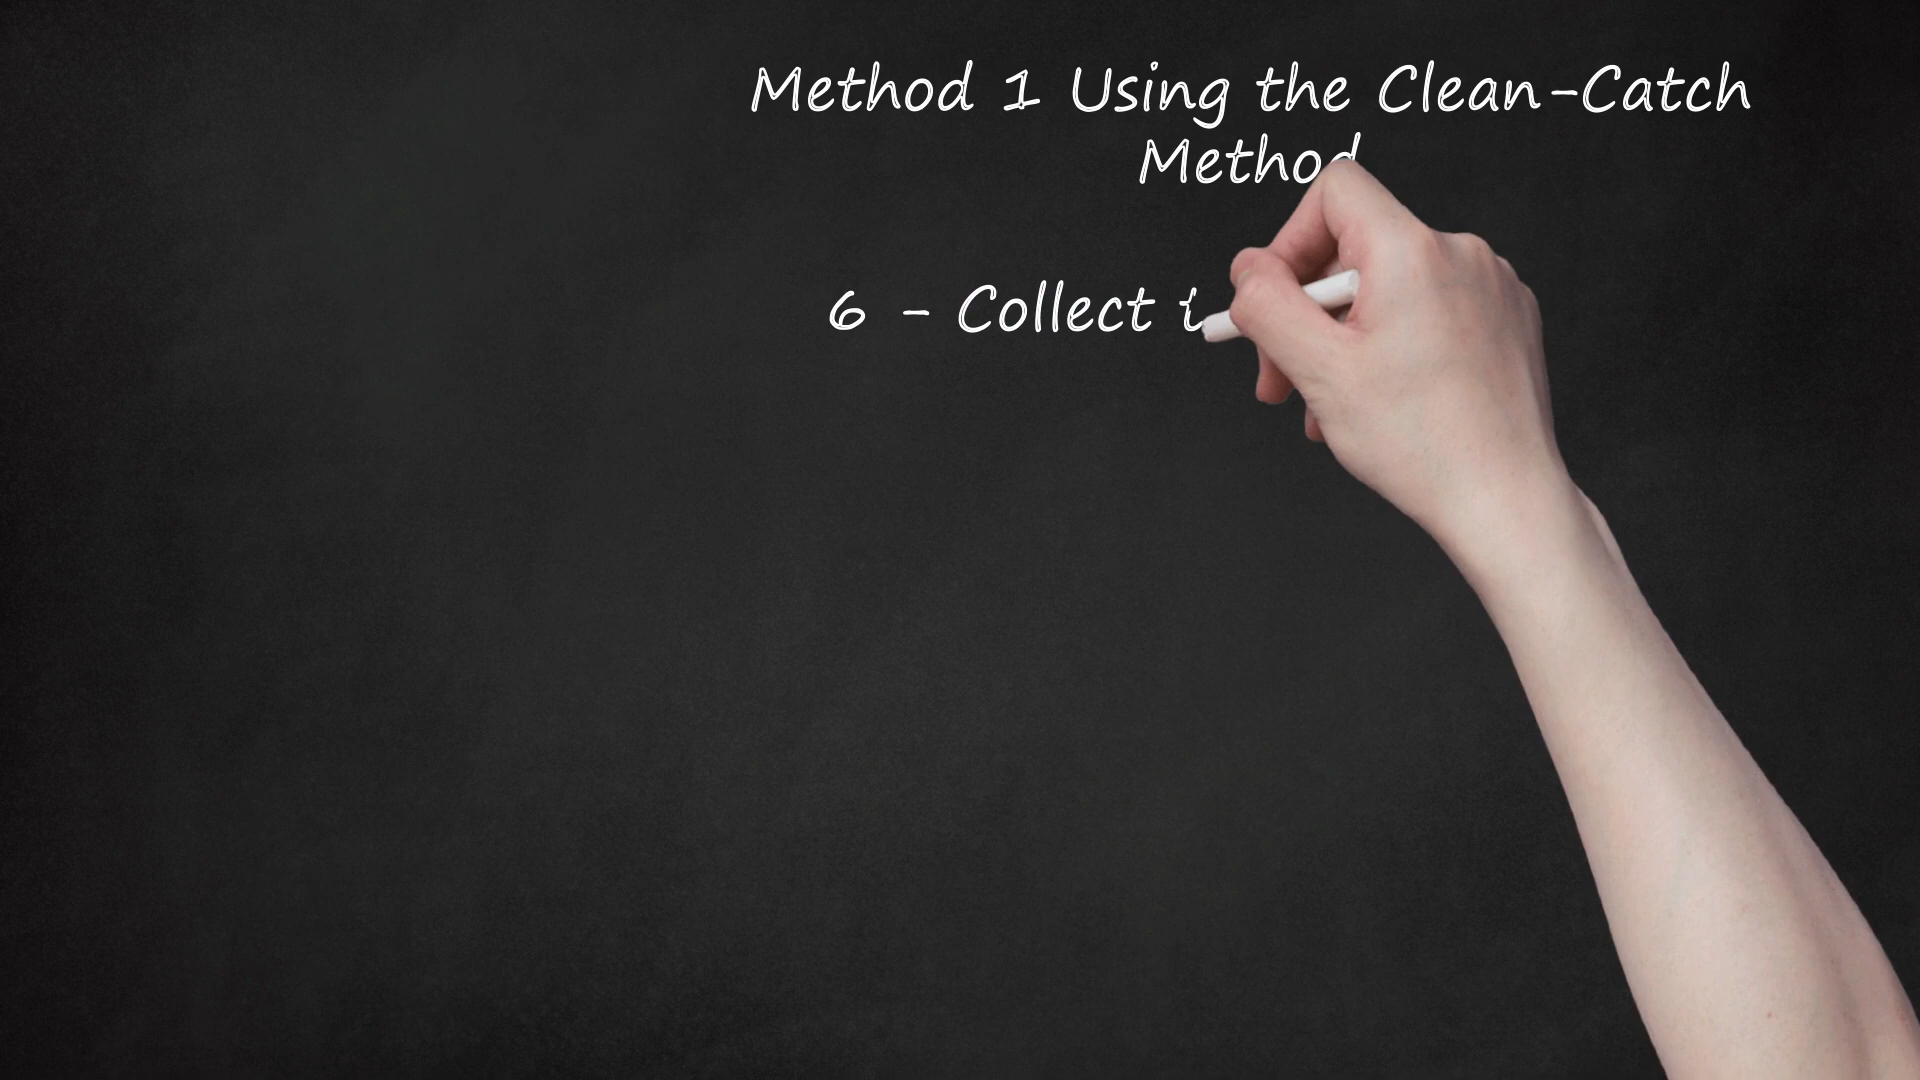 Method 1 Using the Clean-Catch
Method
6 - Collect